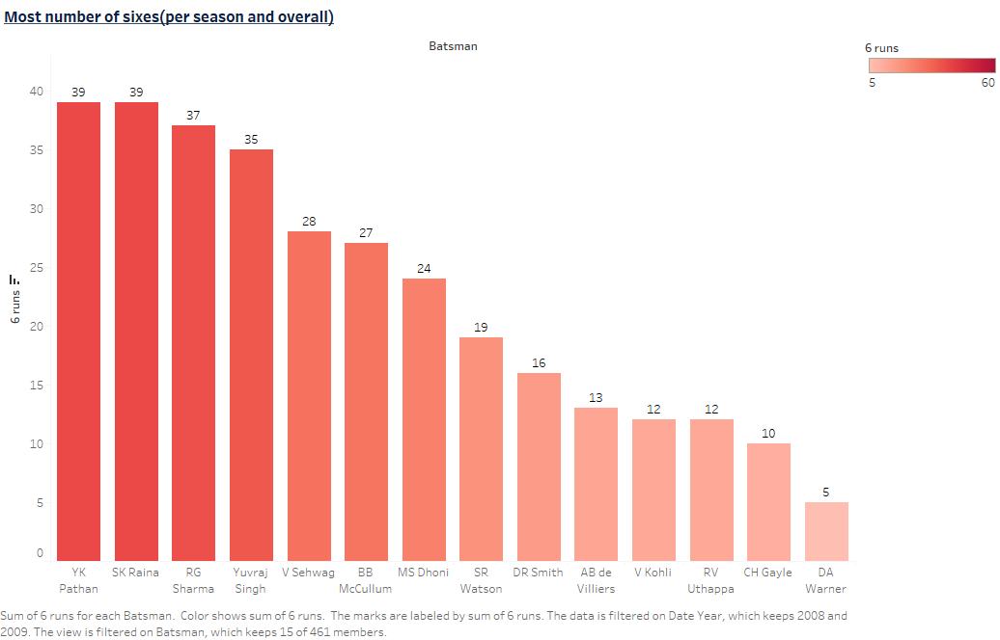 Most number of sixes(per season and overall)
Batsman
6 runs
5 60
6 runs
40
35
30
25
20
15
10
5
0
39
39
37
35
28
27
24
19
16
13
12
12
10
5
YK
Pathan
SK Raina
RG
Sharma
Yuvraj
Singh
V Sehwag
BB
McCullum
MS Dhoni
SR
Watson
DR Smith
AB de
Villiers
V Kohli
RV
Uthappa
CH Gayle
DA
Warner
Sum of 6 runs for each Batsman.  Color shows sum of 6 runs.  The marks are labeled by sum of 6 runs. The data is filtered on Date Year, which keeps 2008 and
2009. The view is filtered on Batsman, which keeps 15 of 461 members.